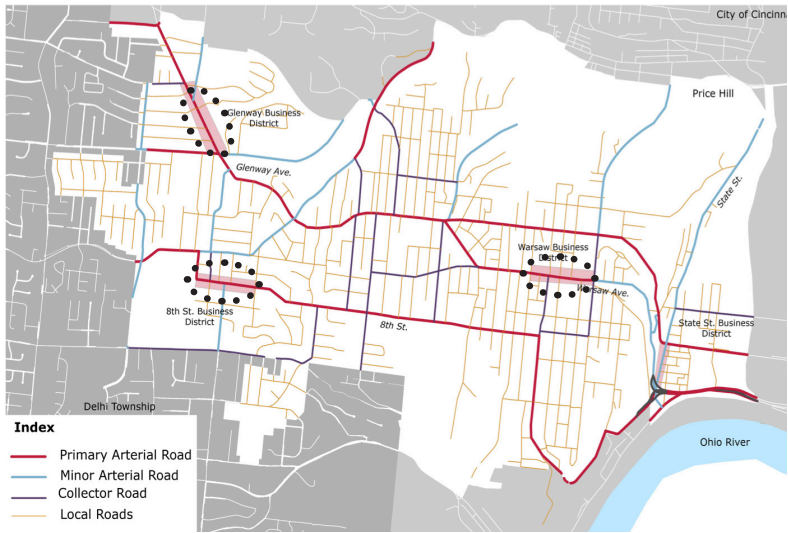 City of Cincinna
Price Hill
Glenway Business
District
Glenway Ave.
State St.
Warsaw Business
District
Warsaw Ave.
8th St. Business
District
8th St.
State St. Business
District
Delhi Township
Ohio River
Index
Primary Arterial Road
Minor Arterial Road
Collector Road
Local Roads